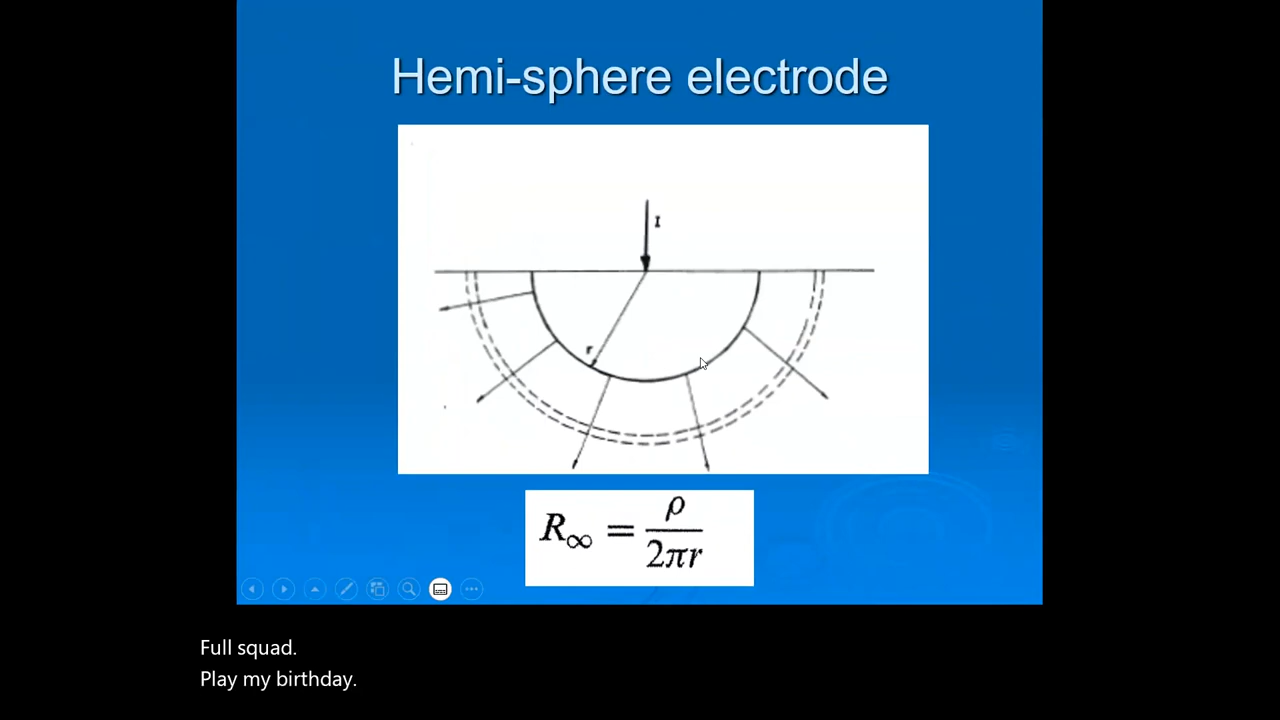 Hemi-sphere electrode
I
r
R∞ = ρ / 2πr
Full squad.
Play my birthday.